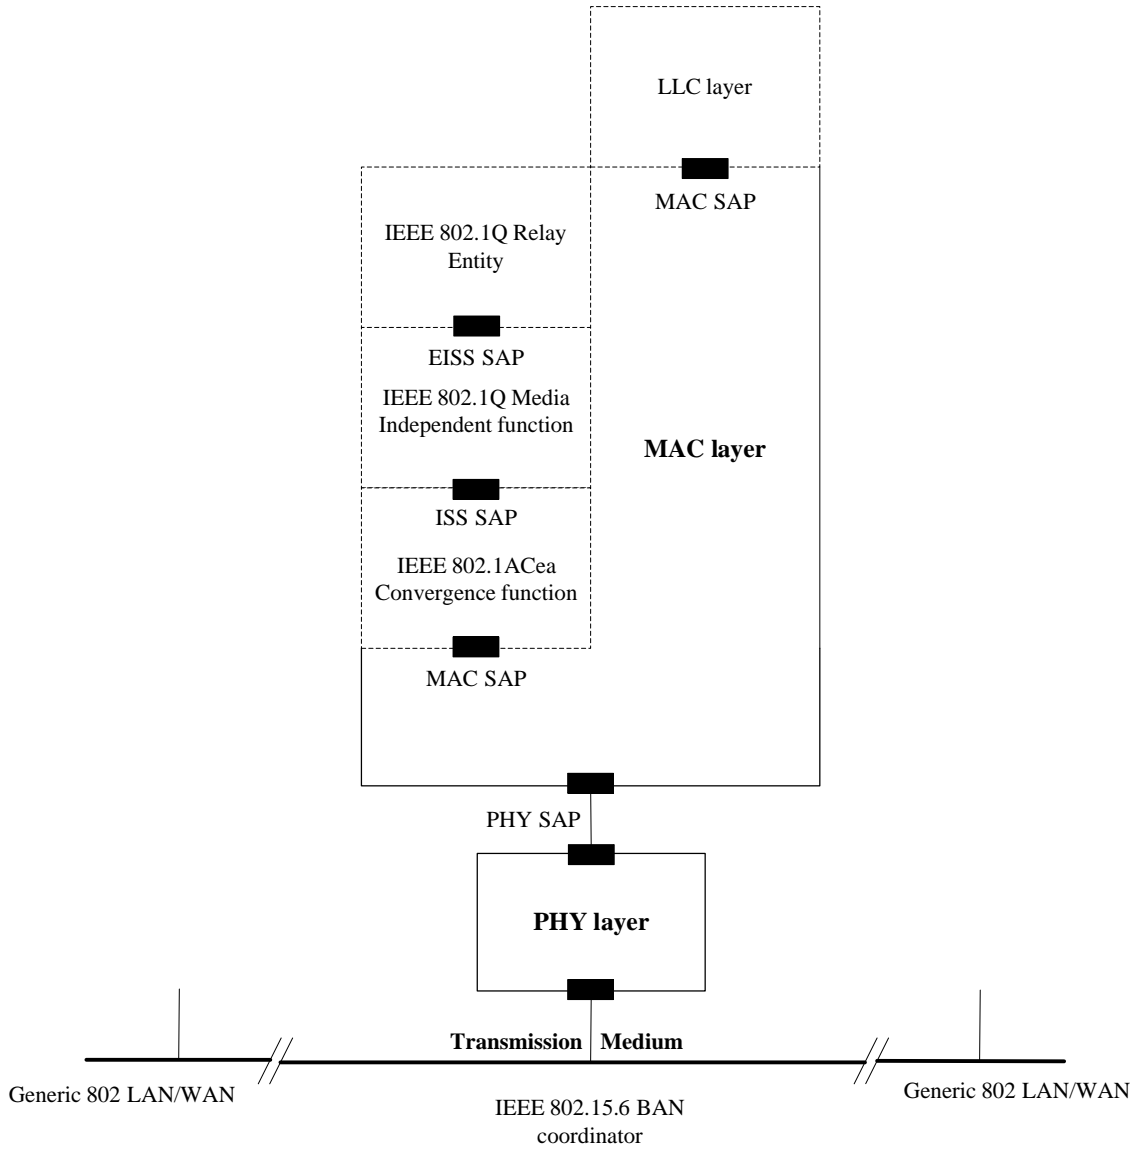 LLC layer
MAC SAP
IEEE 802.1Q Relay
Entity
EISS SAP
IEEE 802.1Q Media
Independent function
MAC layer
ISS SAP
IEEE 802.1ACea
Convergence function
MAC SAP
PHY SAP
PHY layer
Transmission Medium
Generic 802 LAN/WAN
Generic 802 LAN/WAN
IEEE 802.15.6 BAN
coordinator